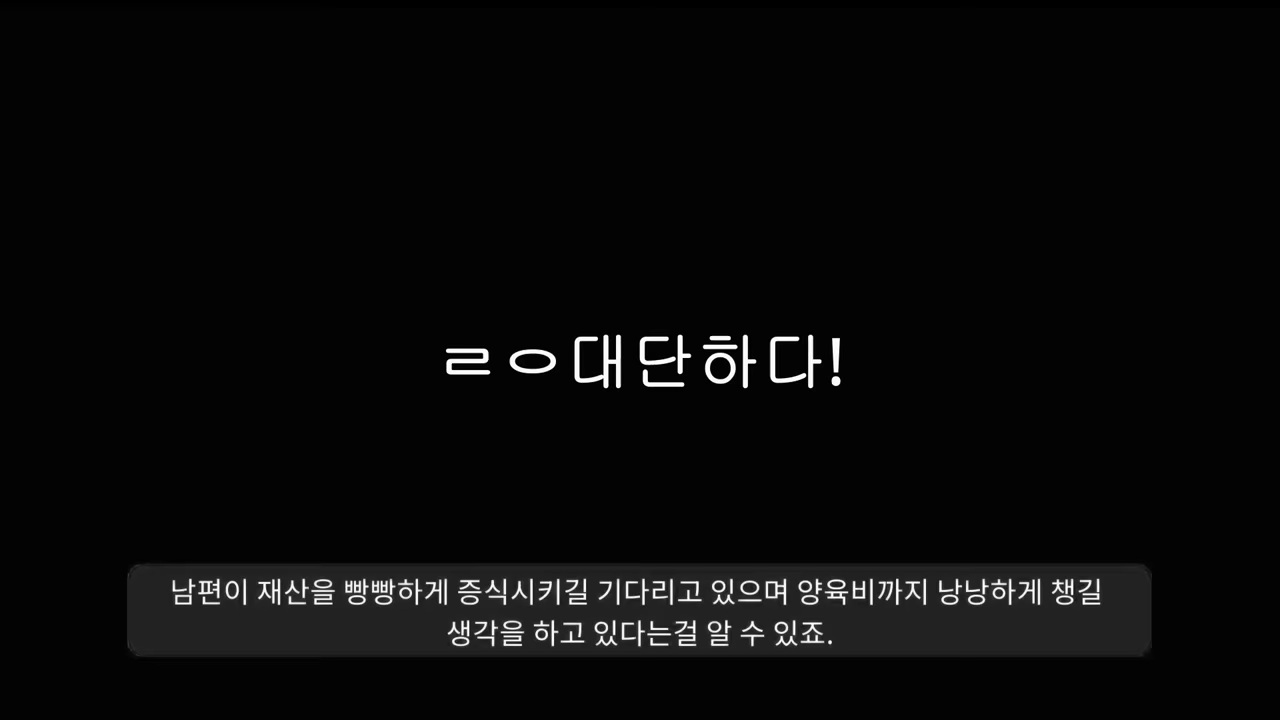 ㄹㅇ대단하다!
남편이 재산을 빵빵하게 증식시키길 기다리고 있으며 양육비까지 낭낭하게 챙길
생각을 하고 있다는걸 알 수 있죠.